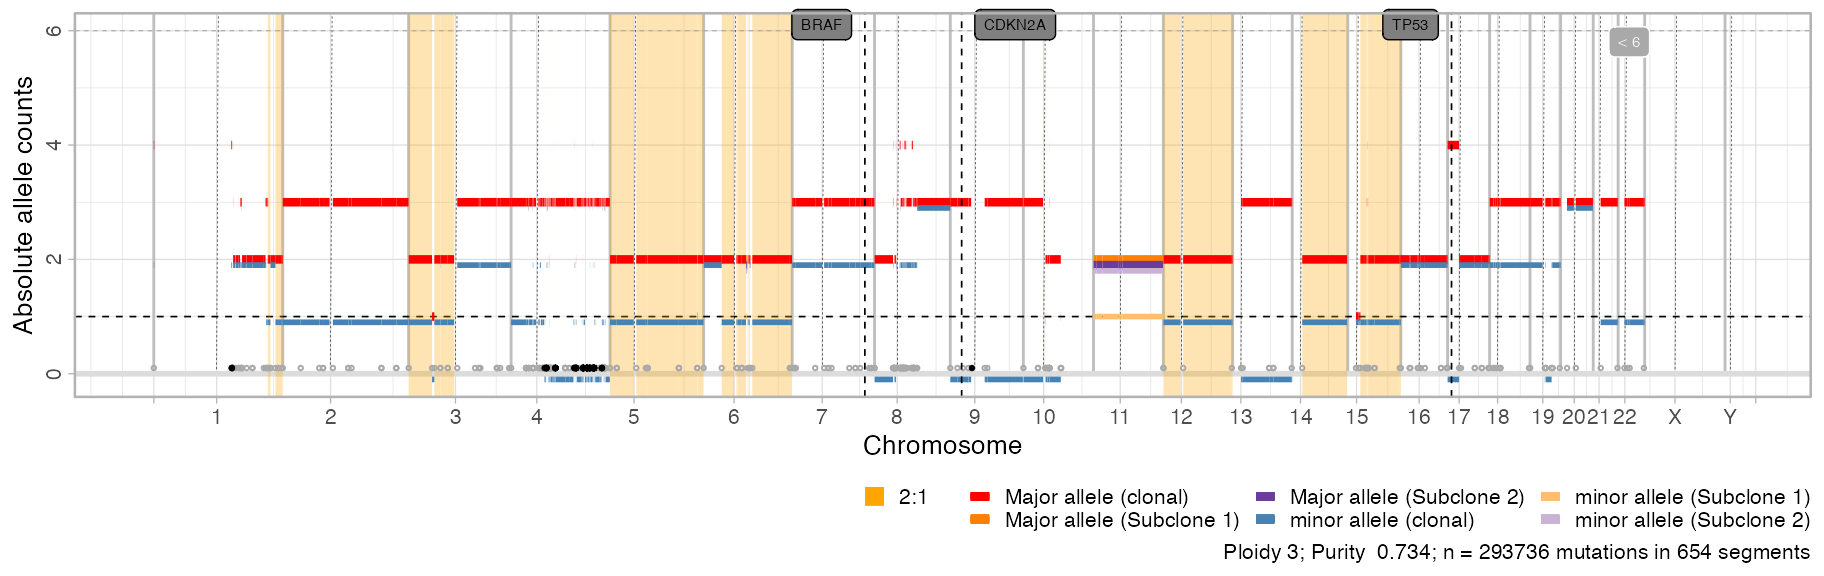 BRAF CDKN2A TP53
< 6
6
4
2
0
Absolute allele counts
1 2 3 4 5 6 7 8 9 10 11 12 13 14 15 16 17 18 19 20 21 22 X Y
Chromosome
2:1 Major allele (clonal) Major allele (Subclone 2) minor allele (Subclone 1)
Major allele (Subclone 1) minor allele (clonal) minor allele (Subclone 2)
Ploidy 3; Purity 0.734; n = 293736 mutations in 654 segments